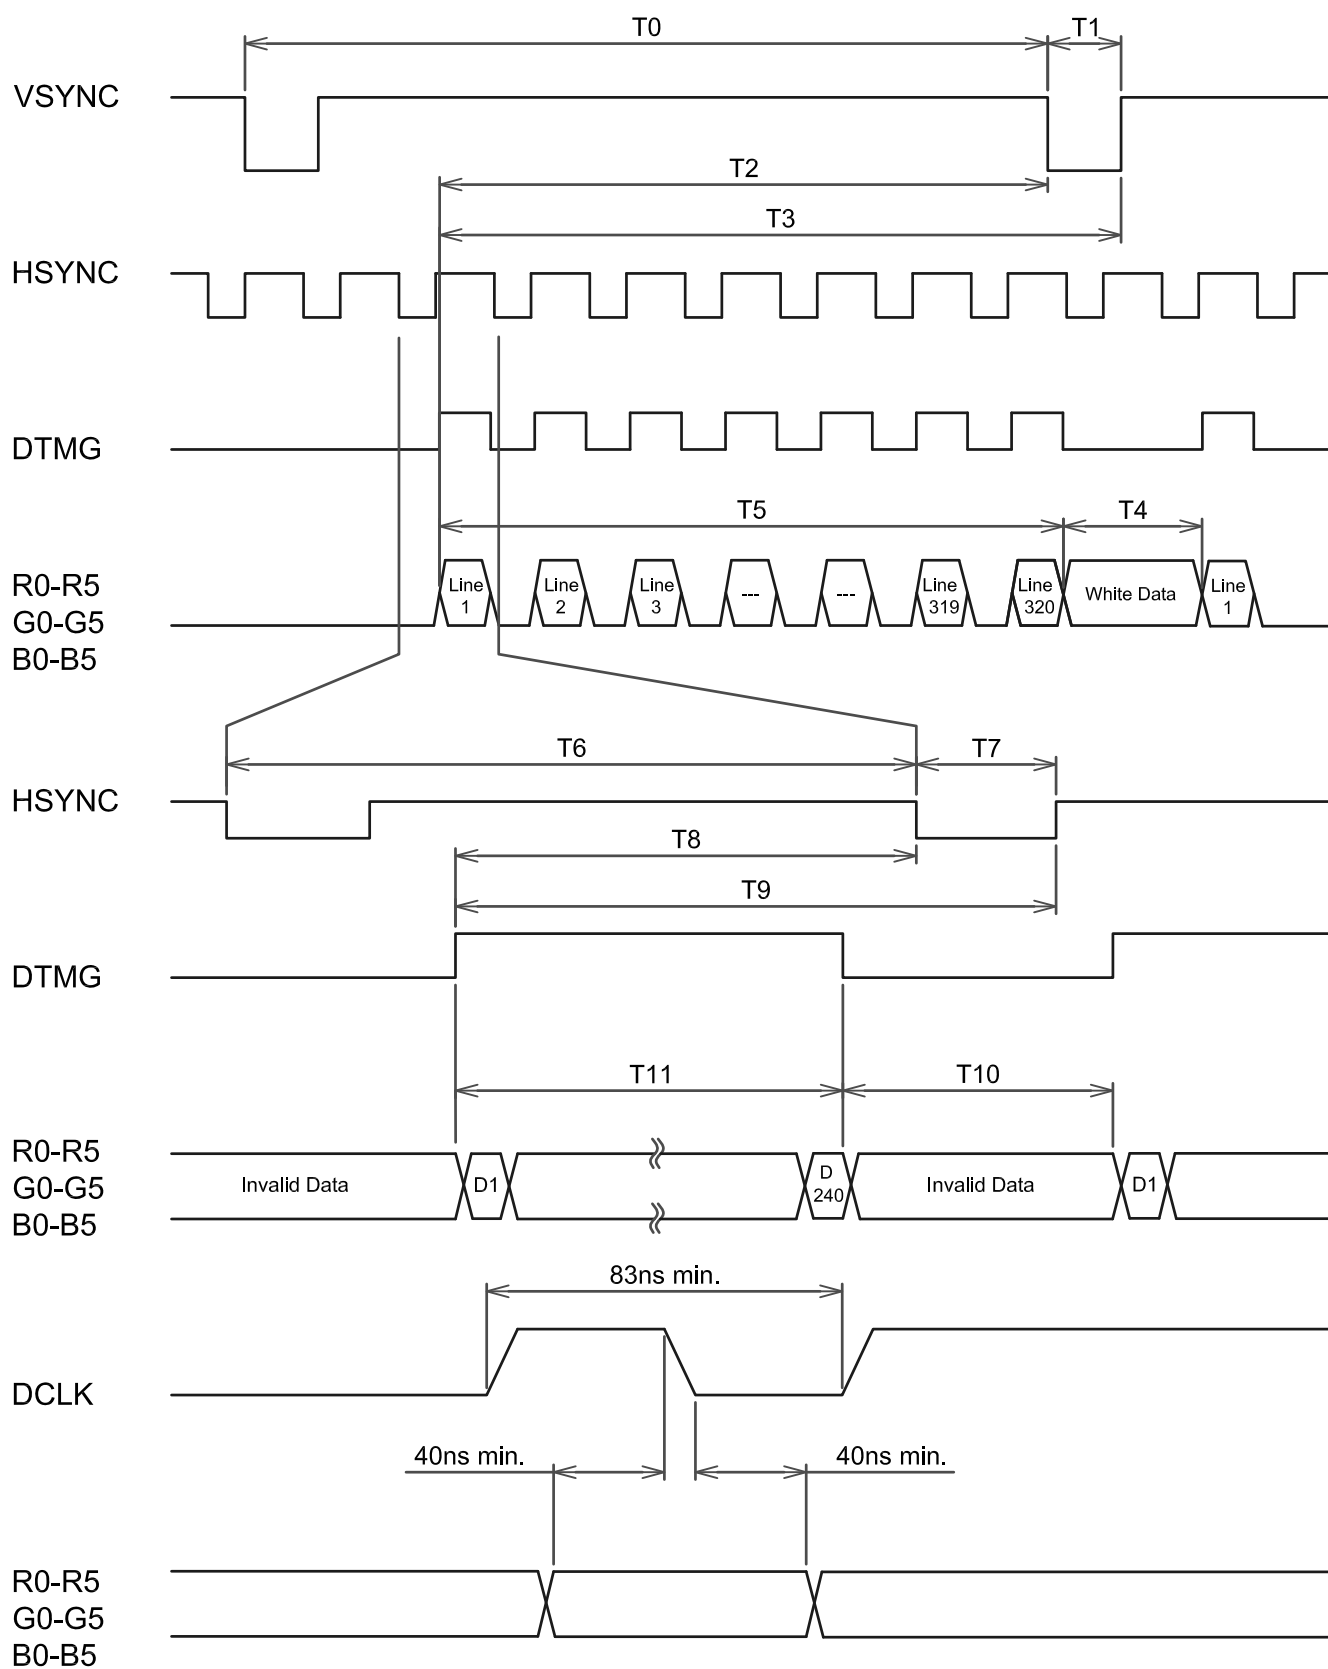 T0
T1
VSYNC
T2
T3
HSYNC
DTMG
T5
T4
R0-R5
G0-G5
B0-B5
Line
1
Line
2
Line
3
---
---
Line
319
Line
320
White Data
Line
1
T6
T7
HSYNC
T8
T9
DTMG
T11
T10
R0-R5
G0-G5
B0-B5
Invalid Data
D1
D
240
Invalid Data
D1
83ns min.
DCLK
40ns min.
40ns min.
R0-R5
G0-G5
B0-B5